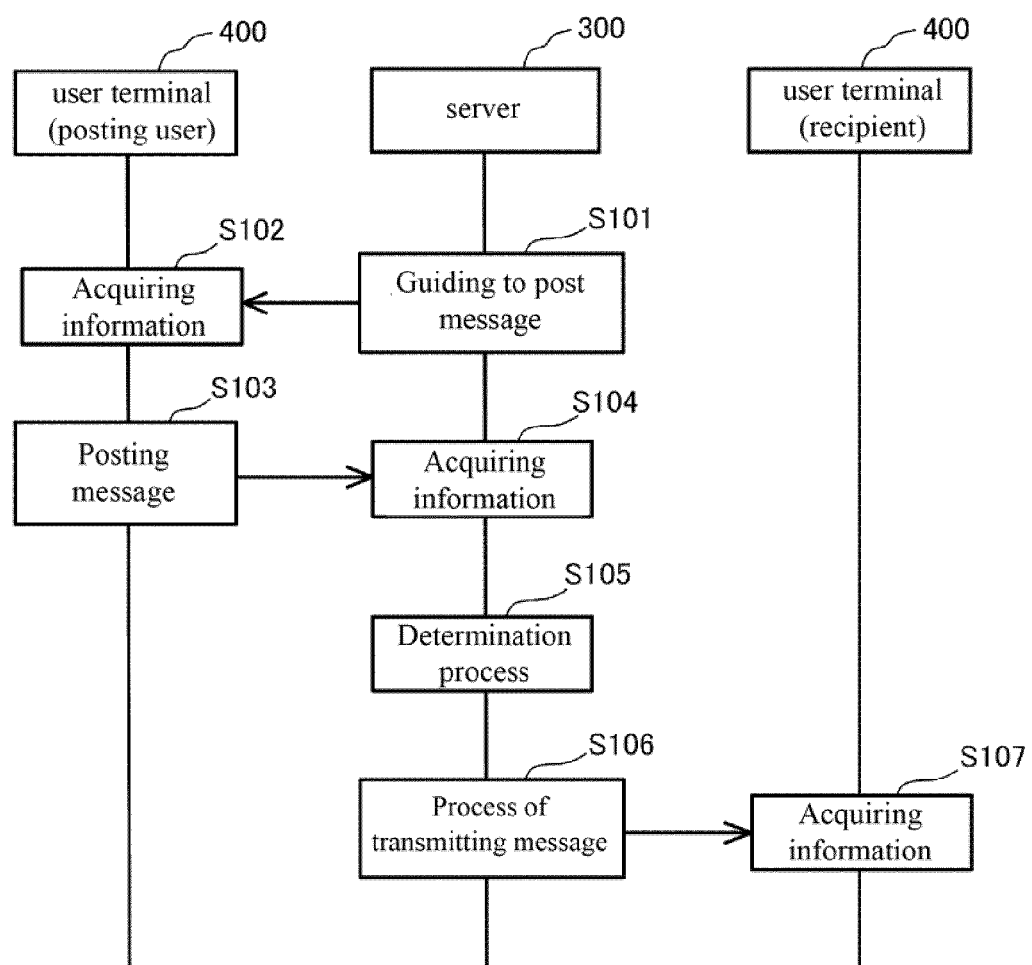 400
300
400
user terminal
(posting user)
server
user terminal
(recipient)
S102
S101
Acquiring
information
Guiding to post
message
S103
S104
Posting
message
Acquiring
information
S105
Determination
process
S106
S107
Process of
transmitting message
Acquiring
information